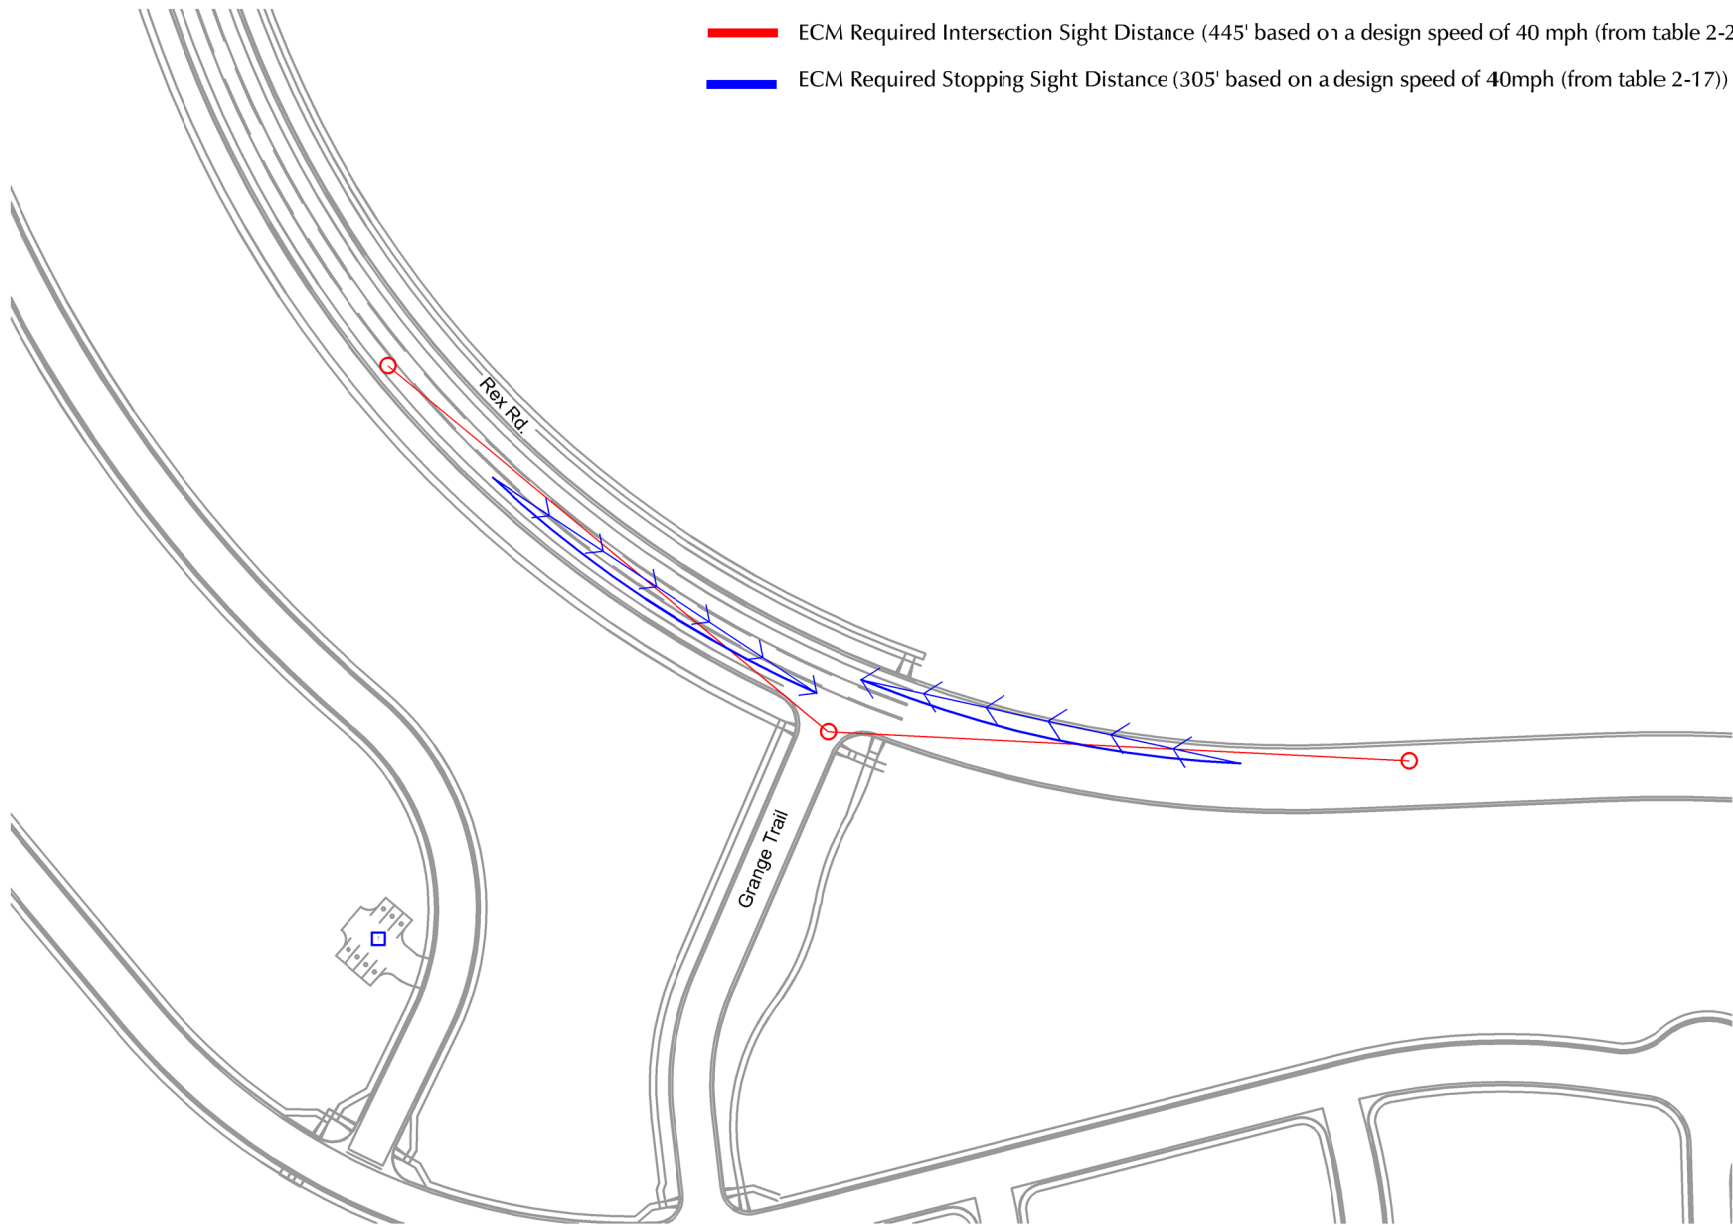 ECM Required Intersection Sight Distance (445' based on a design speed of 40 mph (from table 2-2
ECM Required Stopping Sight Distance (305' based on a design speed of 40mph (from table 2-17))
Rex Rd.
Grange Trail